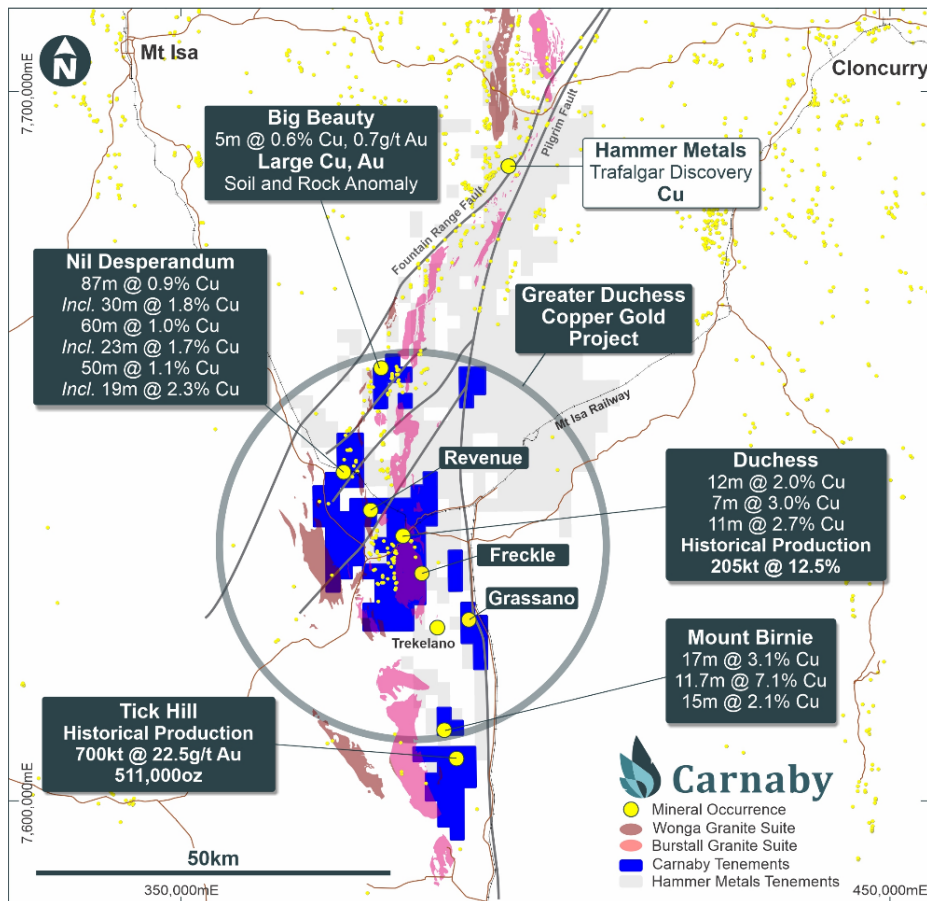 N
Mt Isa
Cloncurry
7,700,000mE
Big Beauty
5m @ 0.6% Cu, 0.7g/t Au
Large Cu, Au
Soil and Rock Anomaly
Pilgrim Fault
Fountain Range Fault
Hammer Metals
Trafalgar Discovery
Cu
Nil Desperandum
87m @ 0.9% Cu
Incl. 30m @ 1.8% Cu
60m @ 1.0% Cu
Incl. 23m @ 1.7% Cu
50m @ 1.1% Cu
Incl. 19m @ 2.3% Cu
Greater Duchess
Copper Gold
Project
Mt Isa Railway
Revenue
Duchess
12m @ 2.0% Cu
7m @ 3.0% Cu
11m @ 2.7% Cu
Historical Production
205kt @ 12.5%
Freckle
Grassano
Trekelano
Mount Birnie
17m @ 3.1% Cu
11.7m @ 7.1% Cu
15m @ 2.1% Cu
Tick Hill
Historical Production
700kt @ 22.5g/t Au
511,000oz
7,600,000mE
Carnaby
Mineral Occurrence
Wonga Granite Suite
Burstall Granite Suite
Carnaby Tenements
Hammer Metals Tenements
50km
350,000mE
450,000mE